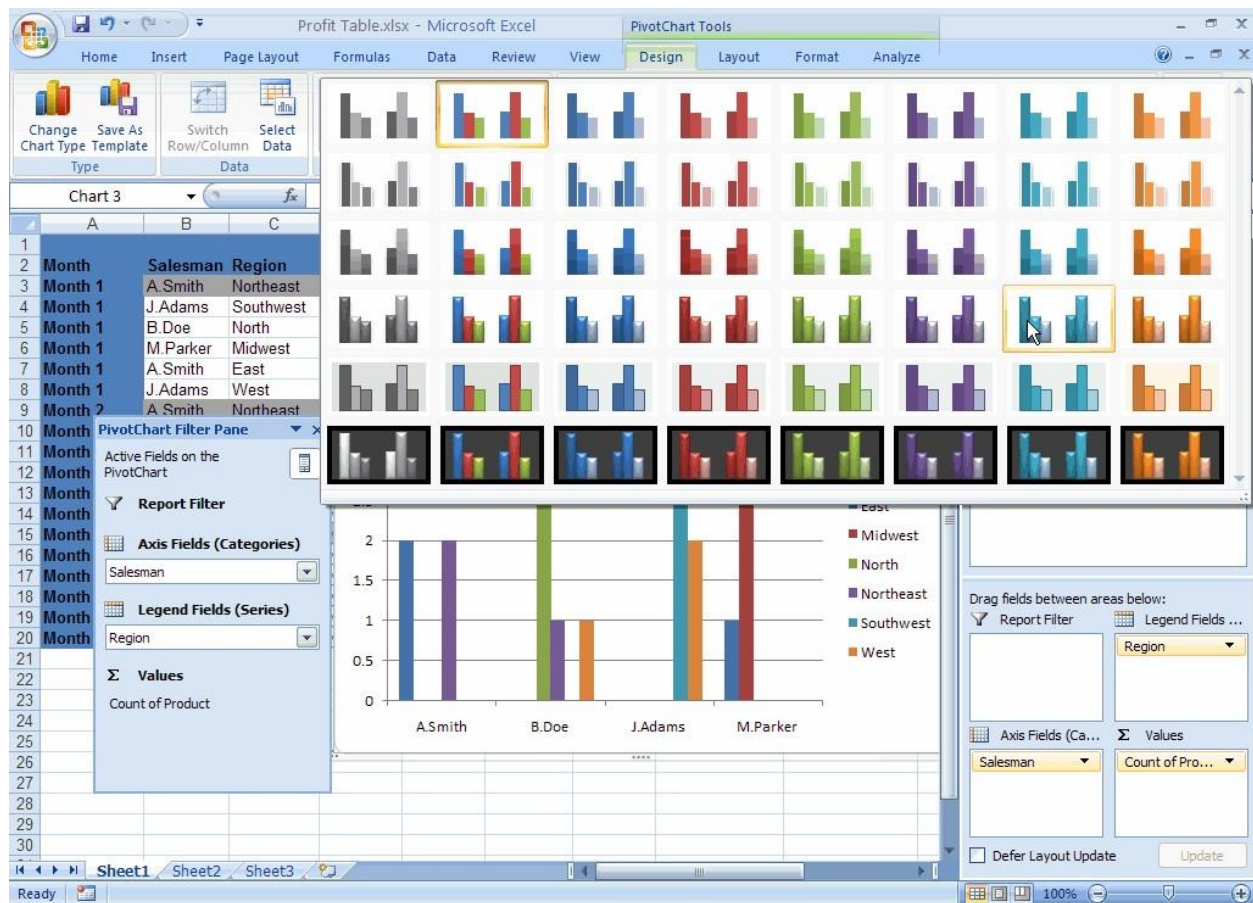 Profit Table.xlsx - Microsoft Excel
PivotChart Tools
Home Insert Page Layout Formulas Data Review View Design Layout Format Analyze
Change Chart Type
Save As Template
Switch Row/Column
Select Data
Type
Data
Chart 3
fx
A B C
1
2 Month Salesman Region
3 Month 1 A.Smith Northeast
4 Month 1 J.Adams Southwest
5 Month 1 B.Doe North
6 Month 1 M.Parker Midwest
7 Month 1 A.Smith East
8 Month 1 J.Adams West
9 Month 2 A.Smith Northeast
10 Month
11 Month
12 Month
13 Month
14 Month
15 Month
16 Month
17 Month
18 Month
19 Month
20 Month
21
22
23
24
25
26
27
28
29
30
PivotChart Filter Pane
Active Fields on the
PivotChart
Report Filter
Axis Fields (Categories)
Salesman
Legend Fields (Series)
Region
Σ Values
Count of Product
2
1.5
1
0.5
0
A.Smith B.Doe J.Adams M.Parker
East
Midwest
North
Northeast
Southwest
West
Drag fields between areas below:
Report Filter
Legend Fields ...
Region
Axis Fields (Ca...
Σ Values
Salesman
Count of Pro...
Defer Layout Update
Update
Sheet1 Sheet2 Sheet3
Ready
100%